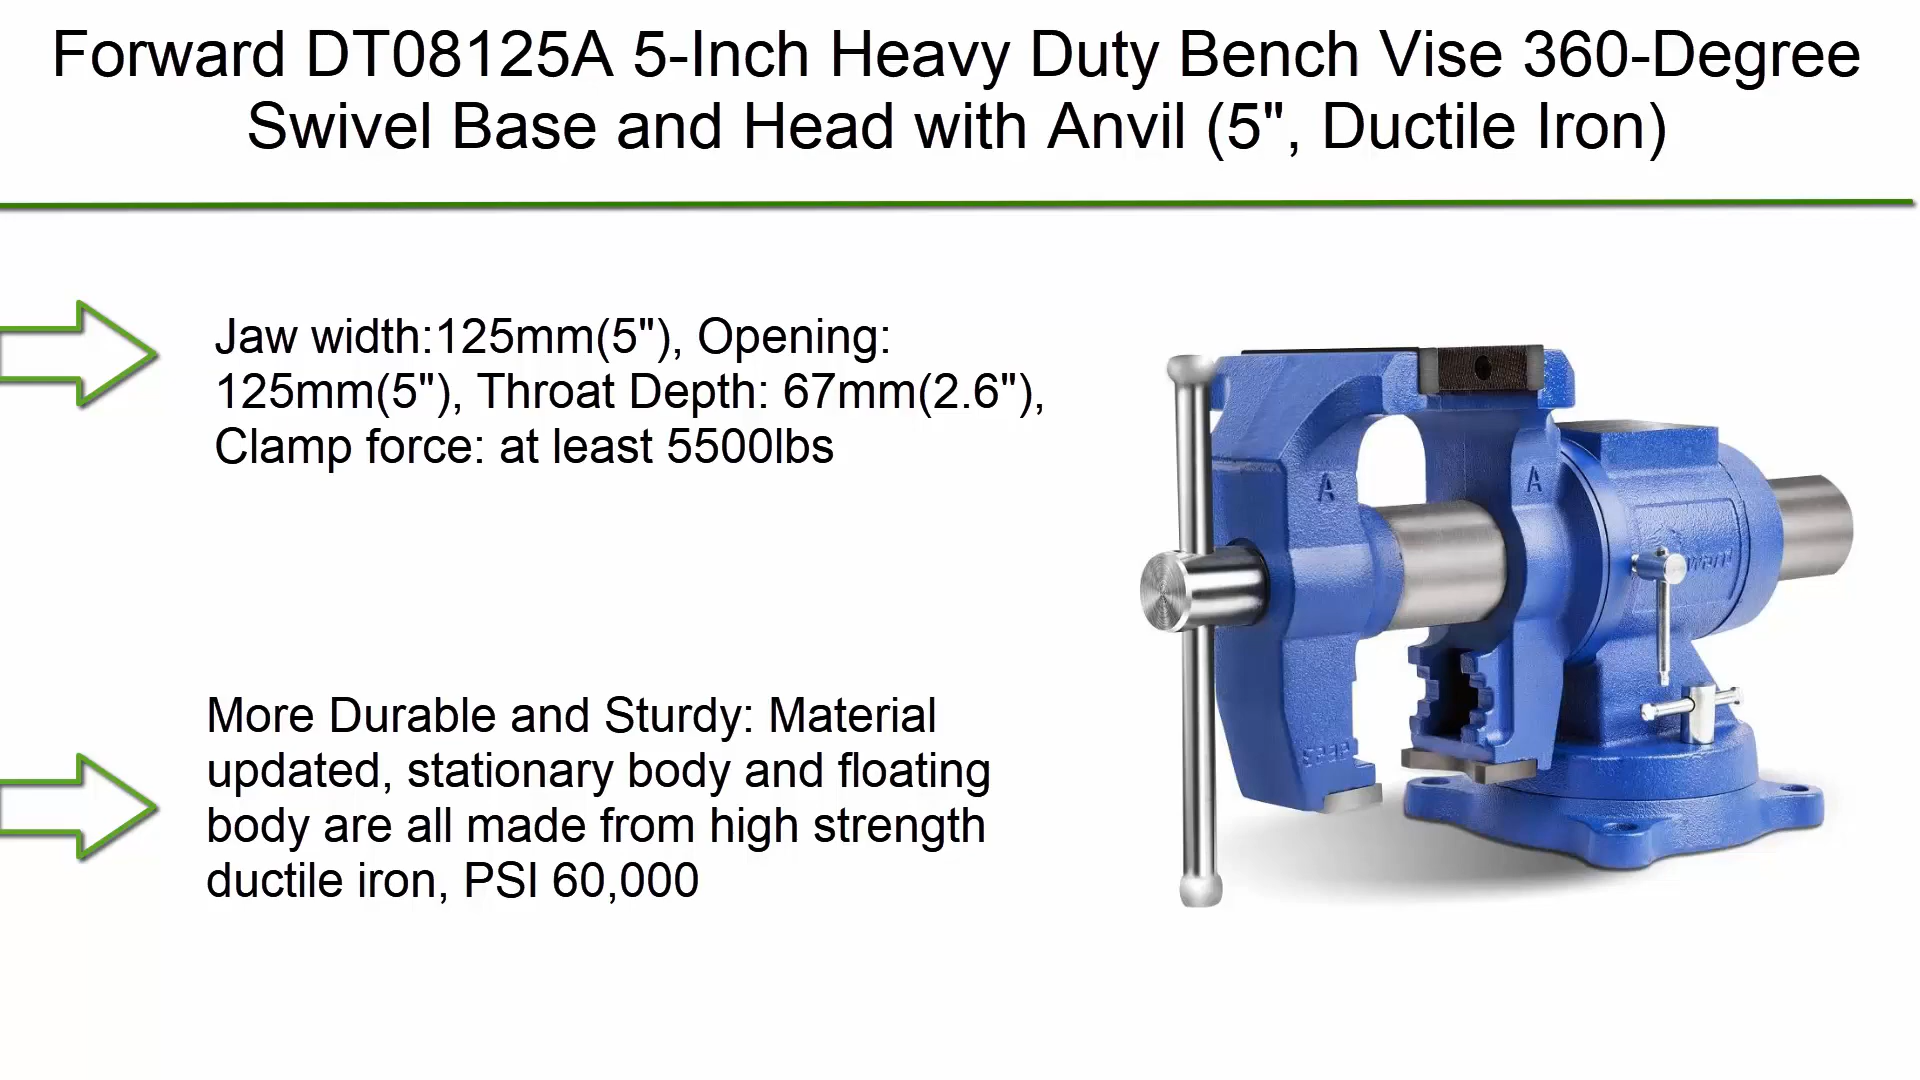 Forward DT08125A 5-Inch Heavy Duty Bench Vise 360-Degree
Swivel Base and Head with Anvil (5", Ductile Iron)
Jaw width:125mm(5"), Opening:
125mm(5"), Throat Depth: 67mm(2.6"),
Clamp force: at least 5500lbs
A
A
More Durable and Sturdy: Material
updated, stationary body and floating
body are all made from high strength
ductile iron, PSI 60,000